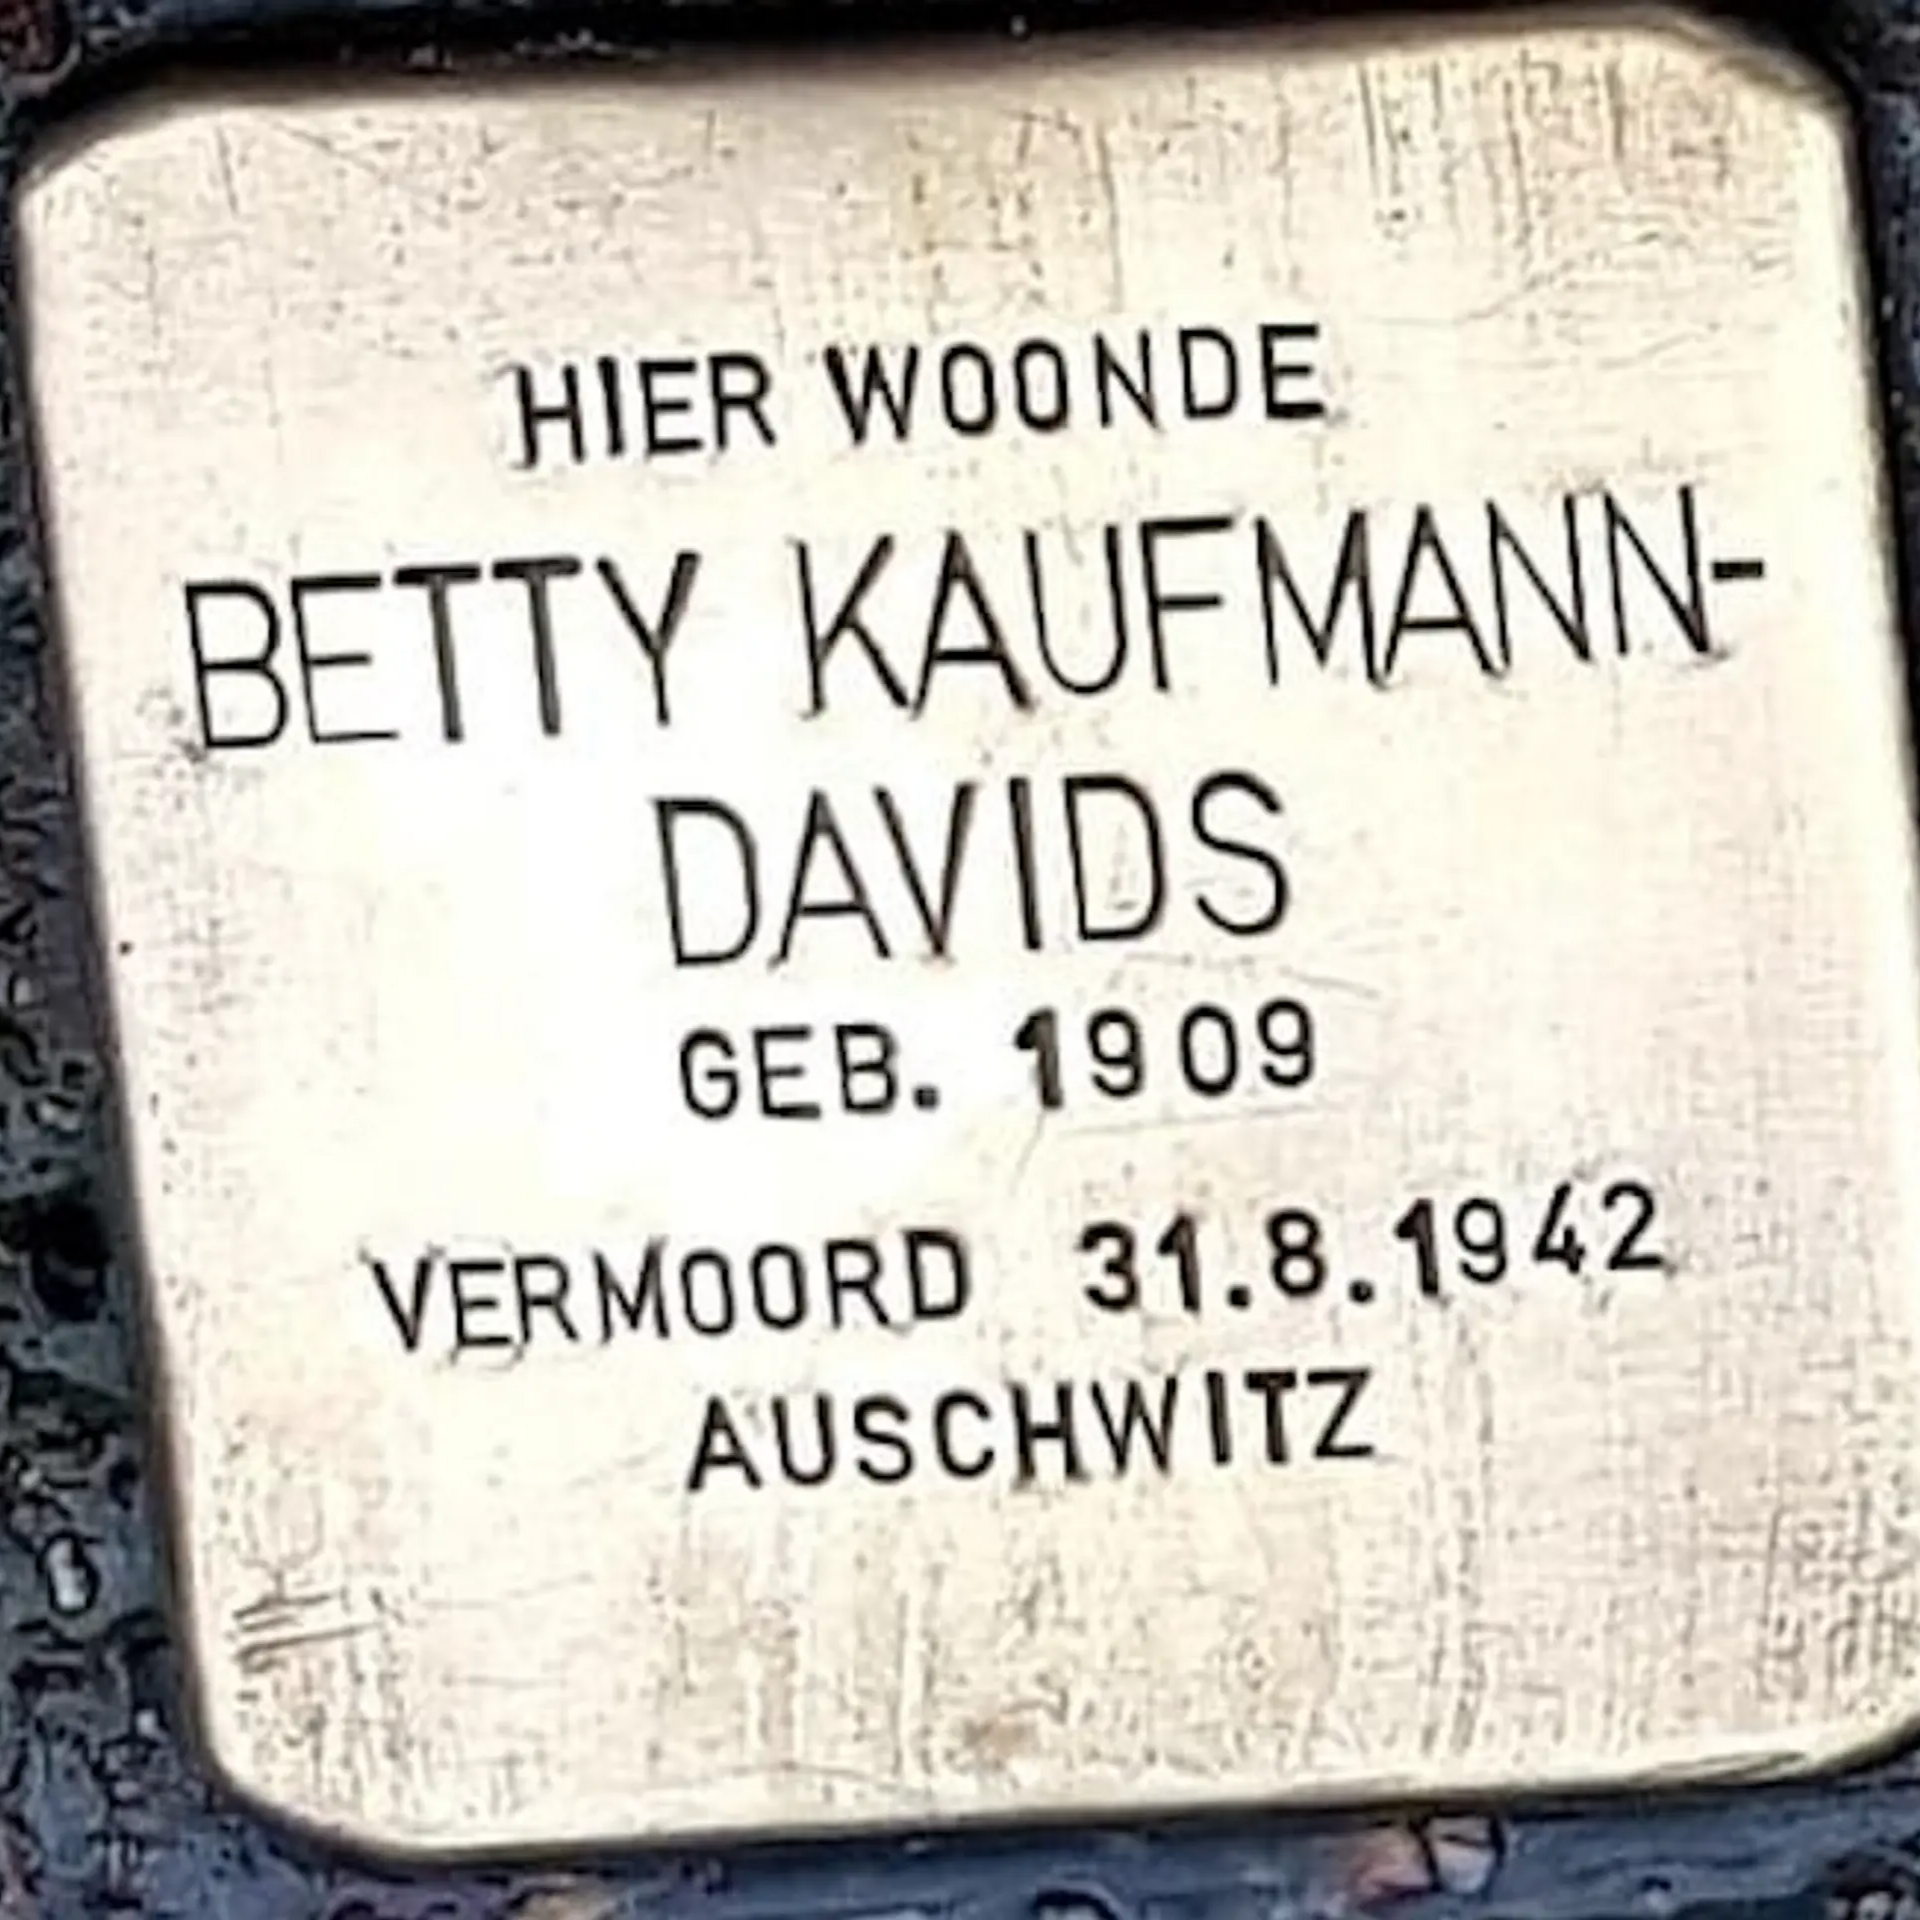 HIER WOONDE
BETTY KAUFMANN-
DAVIDS
GEB. 1909
VERMOORD 31.8.1942
AUSCHWITZ